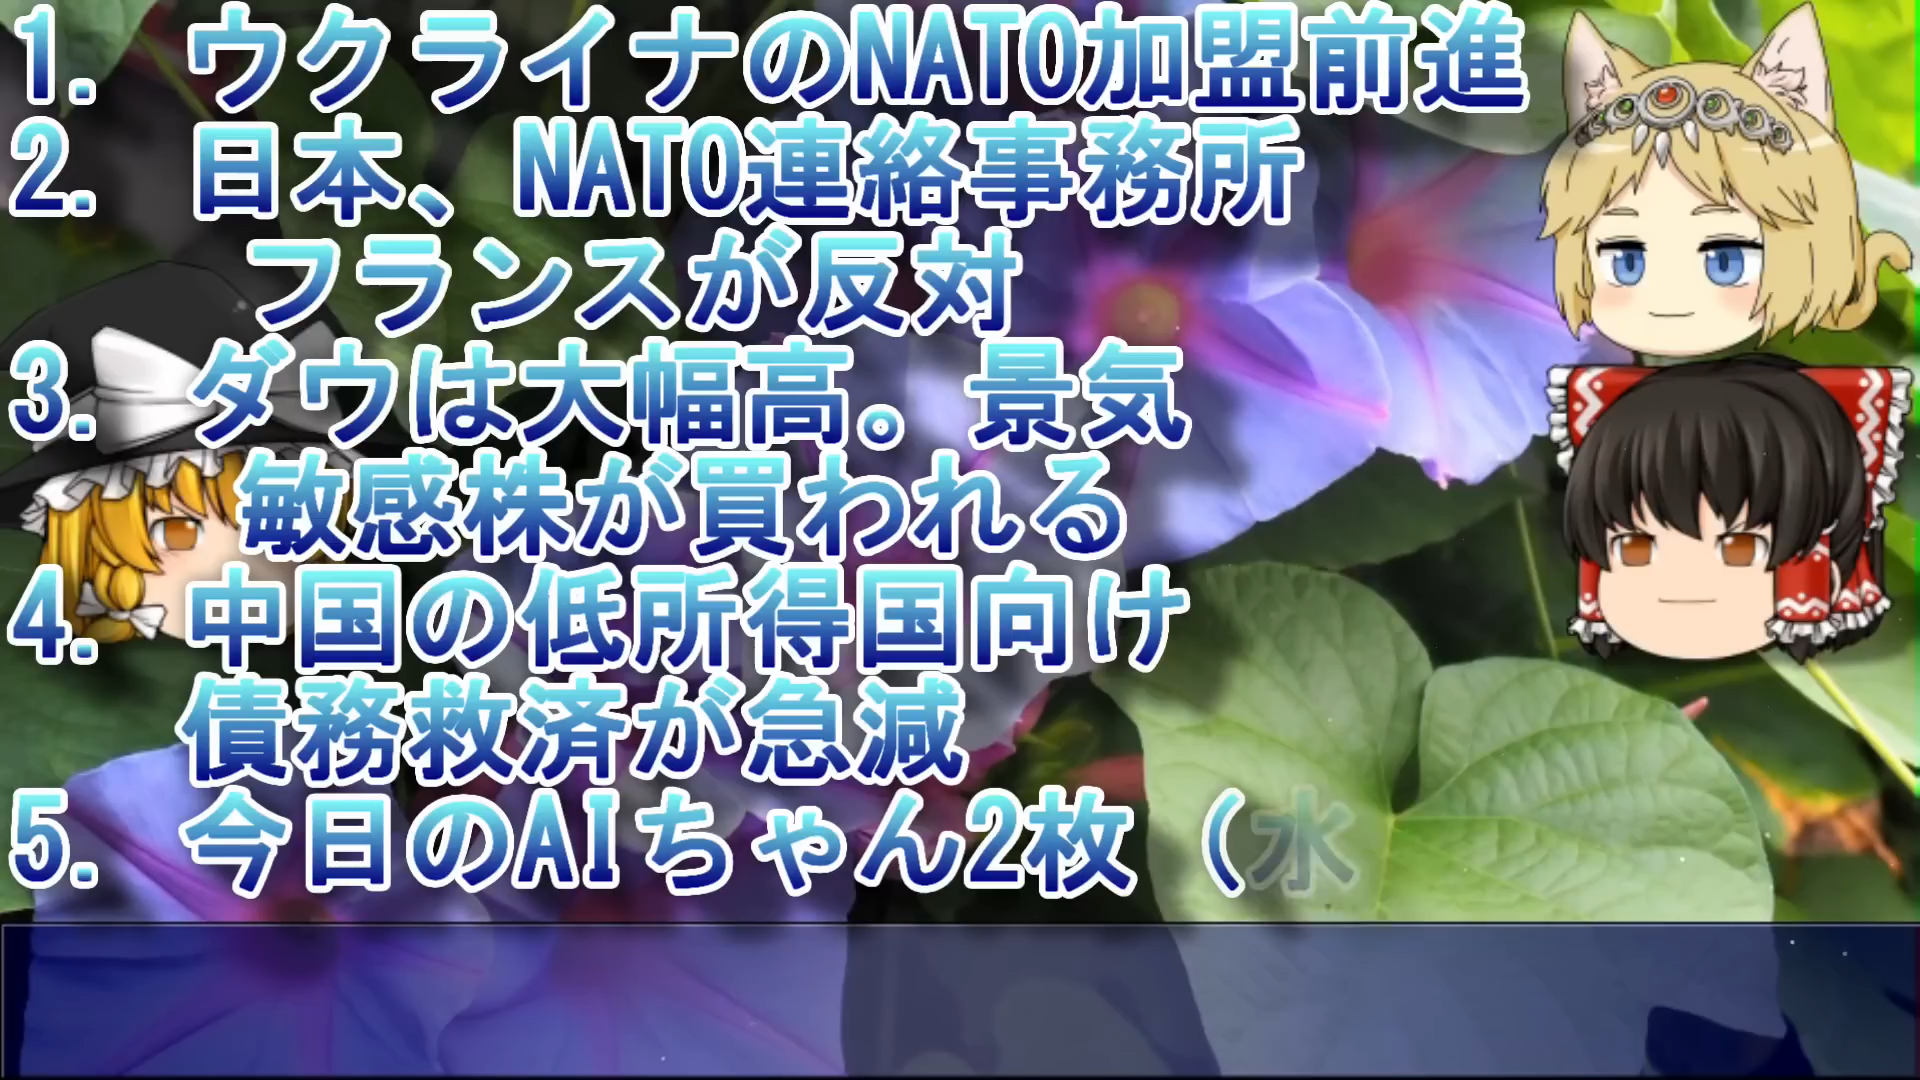 1. ウクライナのNATO加盟前進
2. 日本、NATO連絡事務所
フランスが反対
3. ダウは大幅高。景気
敏感株が買われる
4. 中国の低所得国向け
債務救済が急減
5. 今日のAIちゃん2枚（水